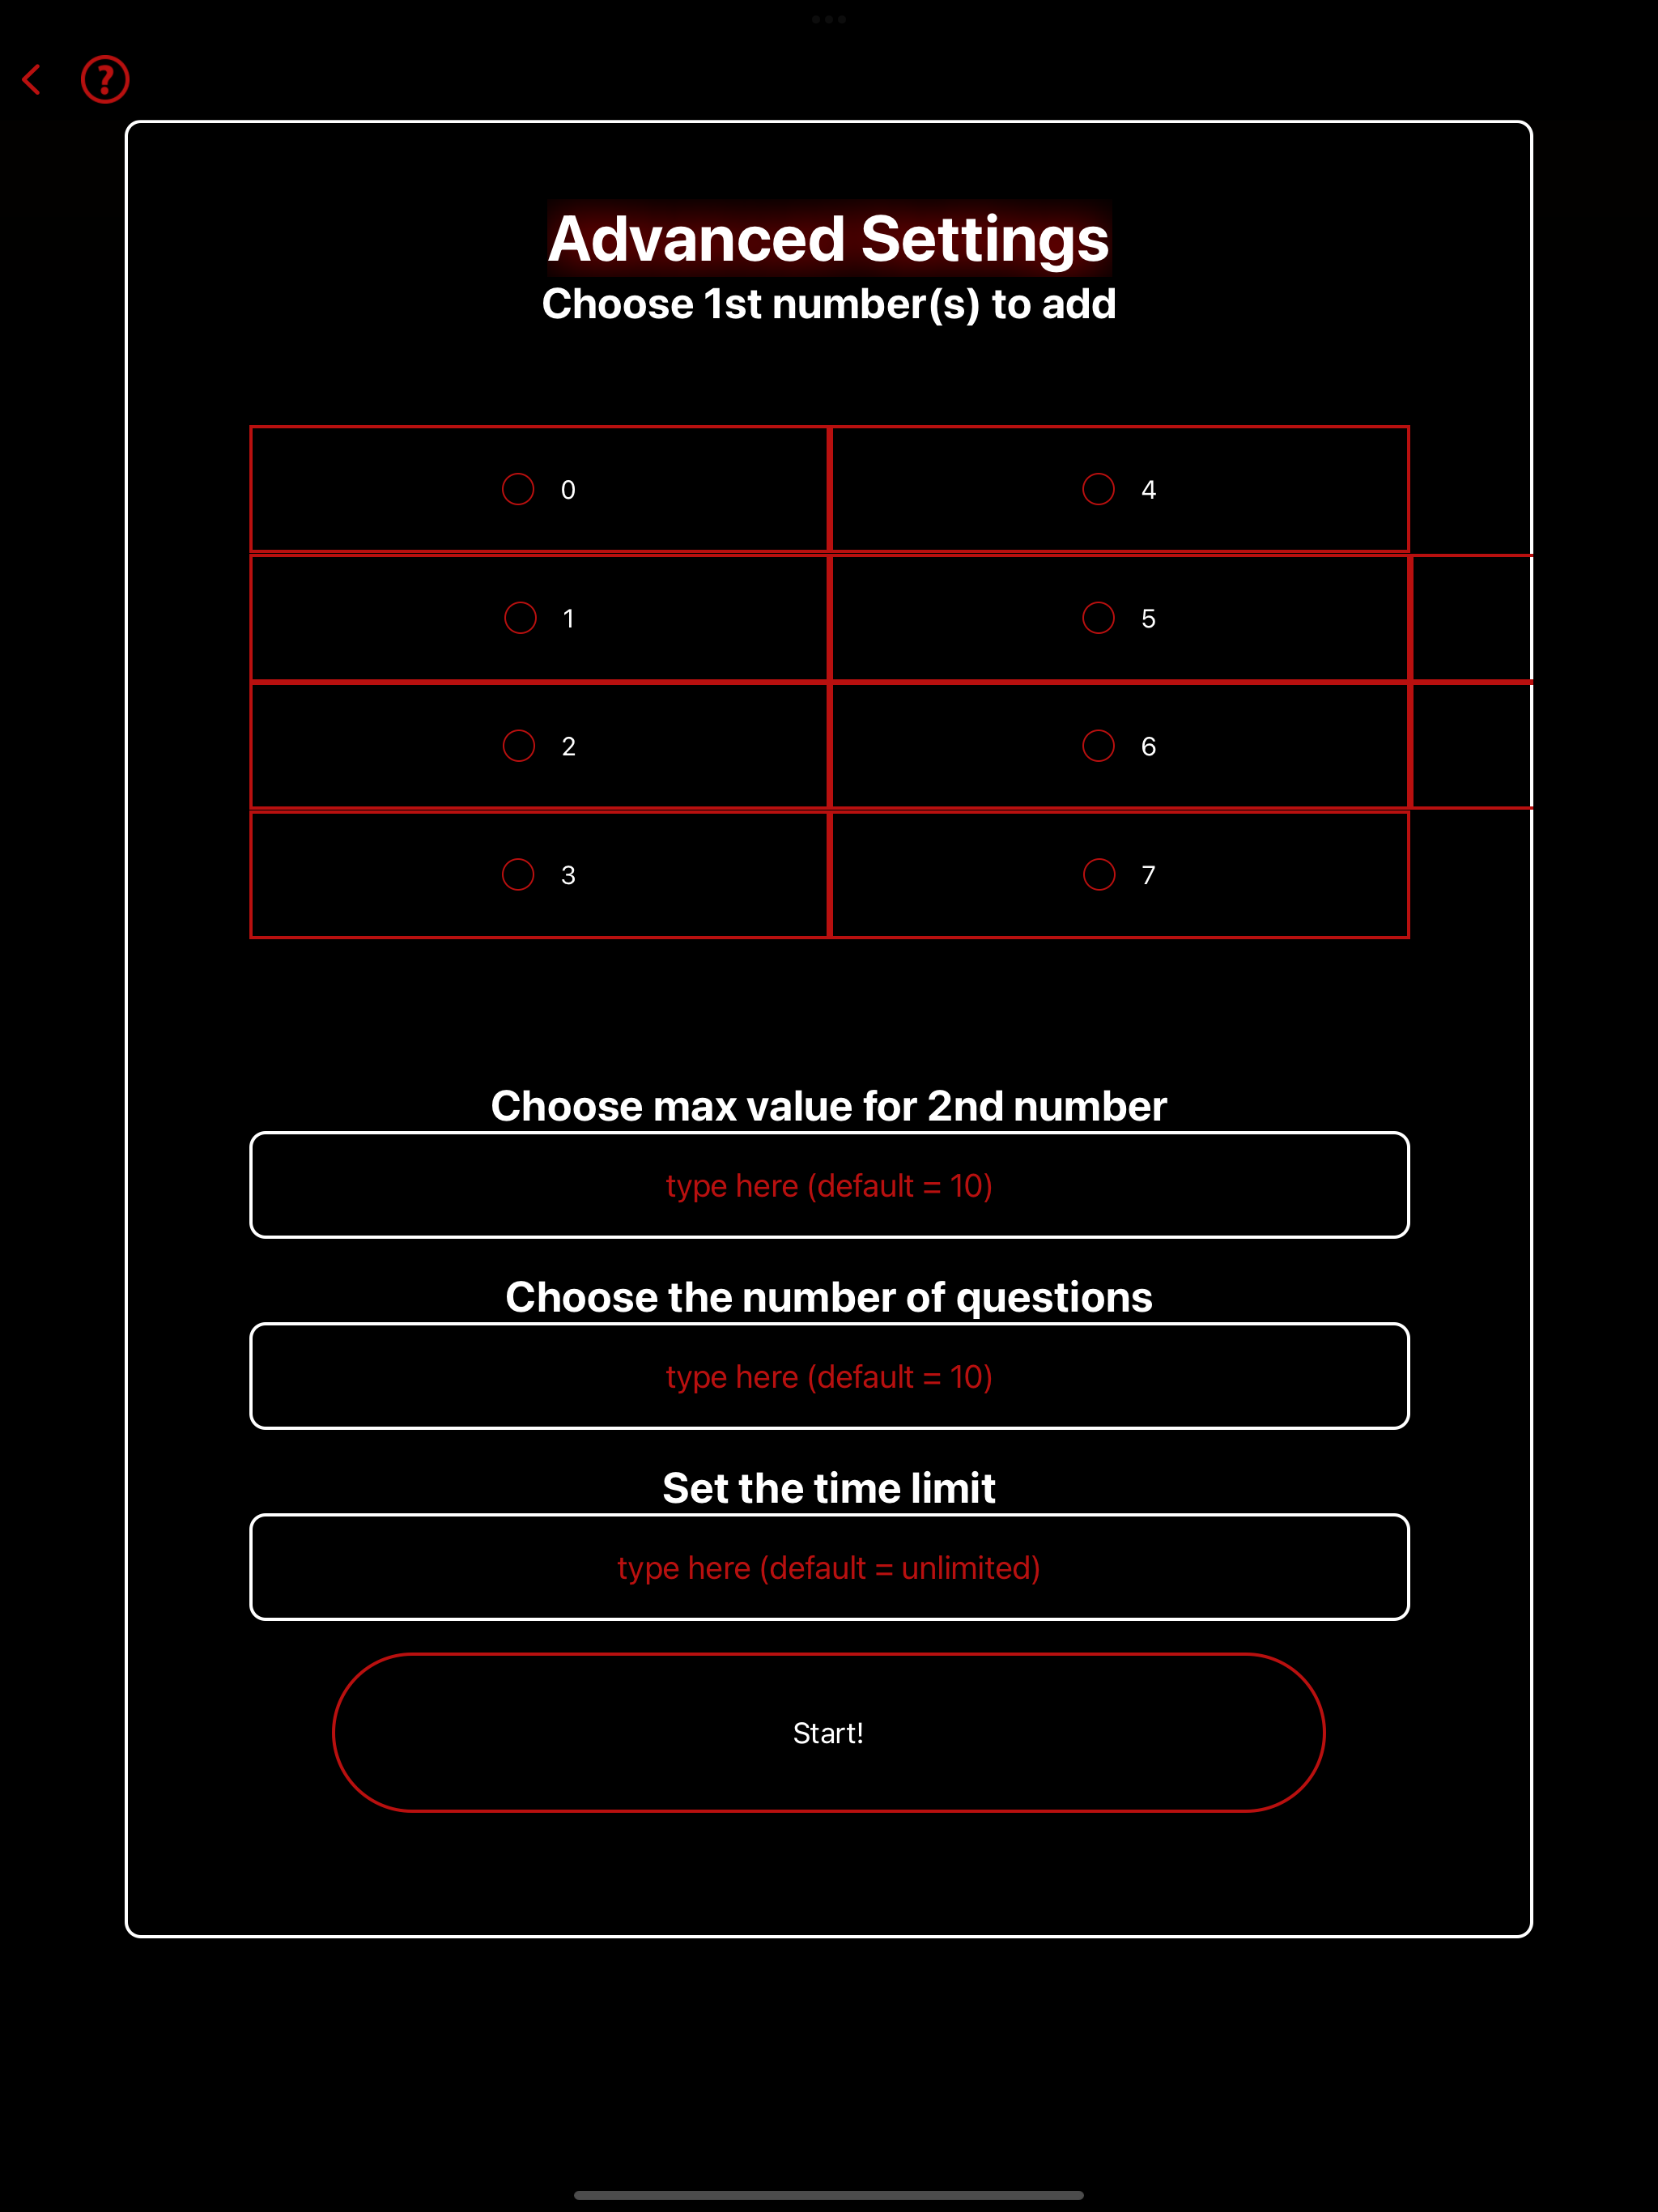 ?
Advanced Settings
Choose 1st number(s) to add
0 4
1 5
2 6
3 7
Choose max value for 2nd number
type here (default = 10)
Choose the number of questions
type here (default = 10)
Set the time limit
type here (default = unlimited)
Start!